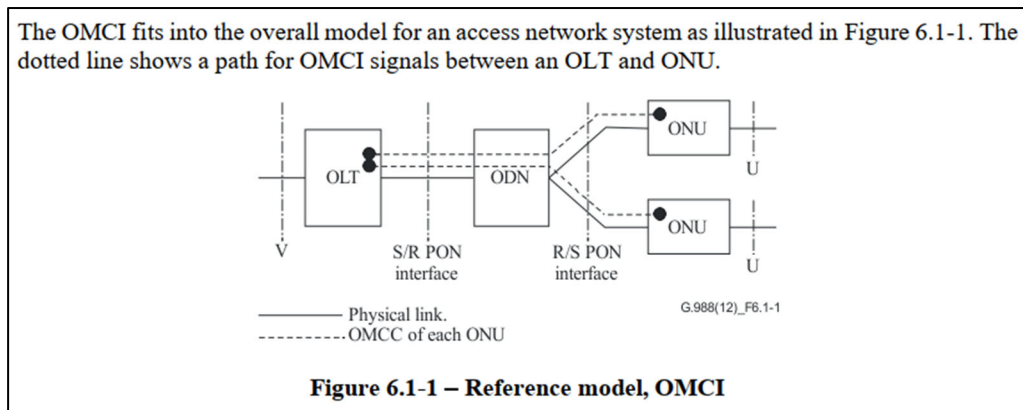 The OMCI fits into the overall model for an access network system as illustrated in Figure 6.1-1. The
dotted line shows a path for OMCI signals between an OLT and ONU.
ONU
OLT
ODN
U
ONU
V
S/R PON
interface
R/S PON
interface
U
G.988(12)_F6.1-1
Physical link.
OMCC of each ONU
Figure 6.1-1 – Reference model, OMCI